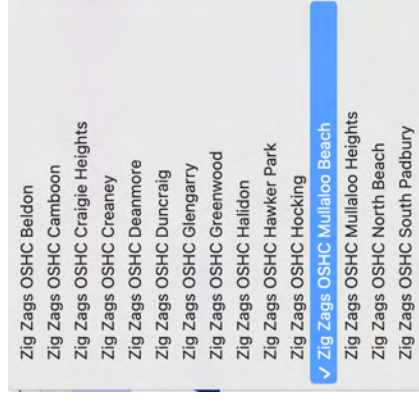 Zig Zags OSHC Beldon
Zig Zags OSHC Camboon
Zig Zags OSHC Craigie Heights
Zig Zags OSHC Creaney
Zig Zags OSHC Deanmore
Zig Zags OSHC Duncraig
Zig Zags OSHC Glengarry
Zig Zags OSHC Greenwood
Zig Zags OSHC Halidon
Zig Zags OSHC Hawker Park
Zig Zags OSHC Hocking
✓ Zig Zags OSHC Mullaloo Beach
Zig Zags OSHC Mullaloo Heights
Zig Zags OSHC North Beach
Zig Zags OSHC South Padbury